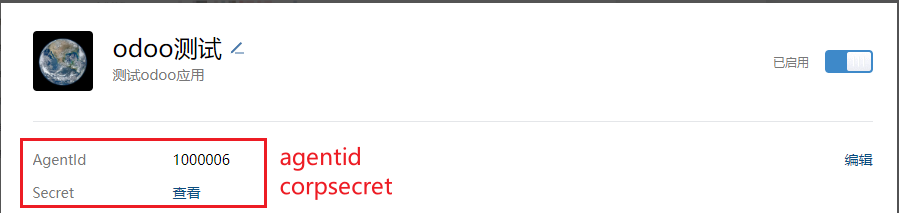 odoo测试
测试odoo应用
已启用
AgentId 1000006 agentid 编辑
Secret 查看 corpsecret